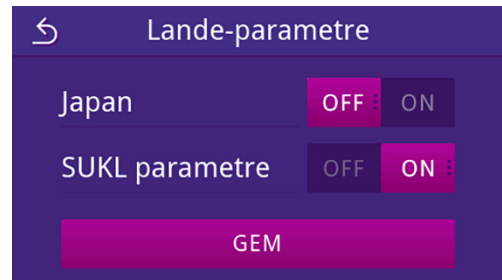 Lande-parametre
Japan OFF ON
SUKL parametre OFF ON
GEM